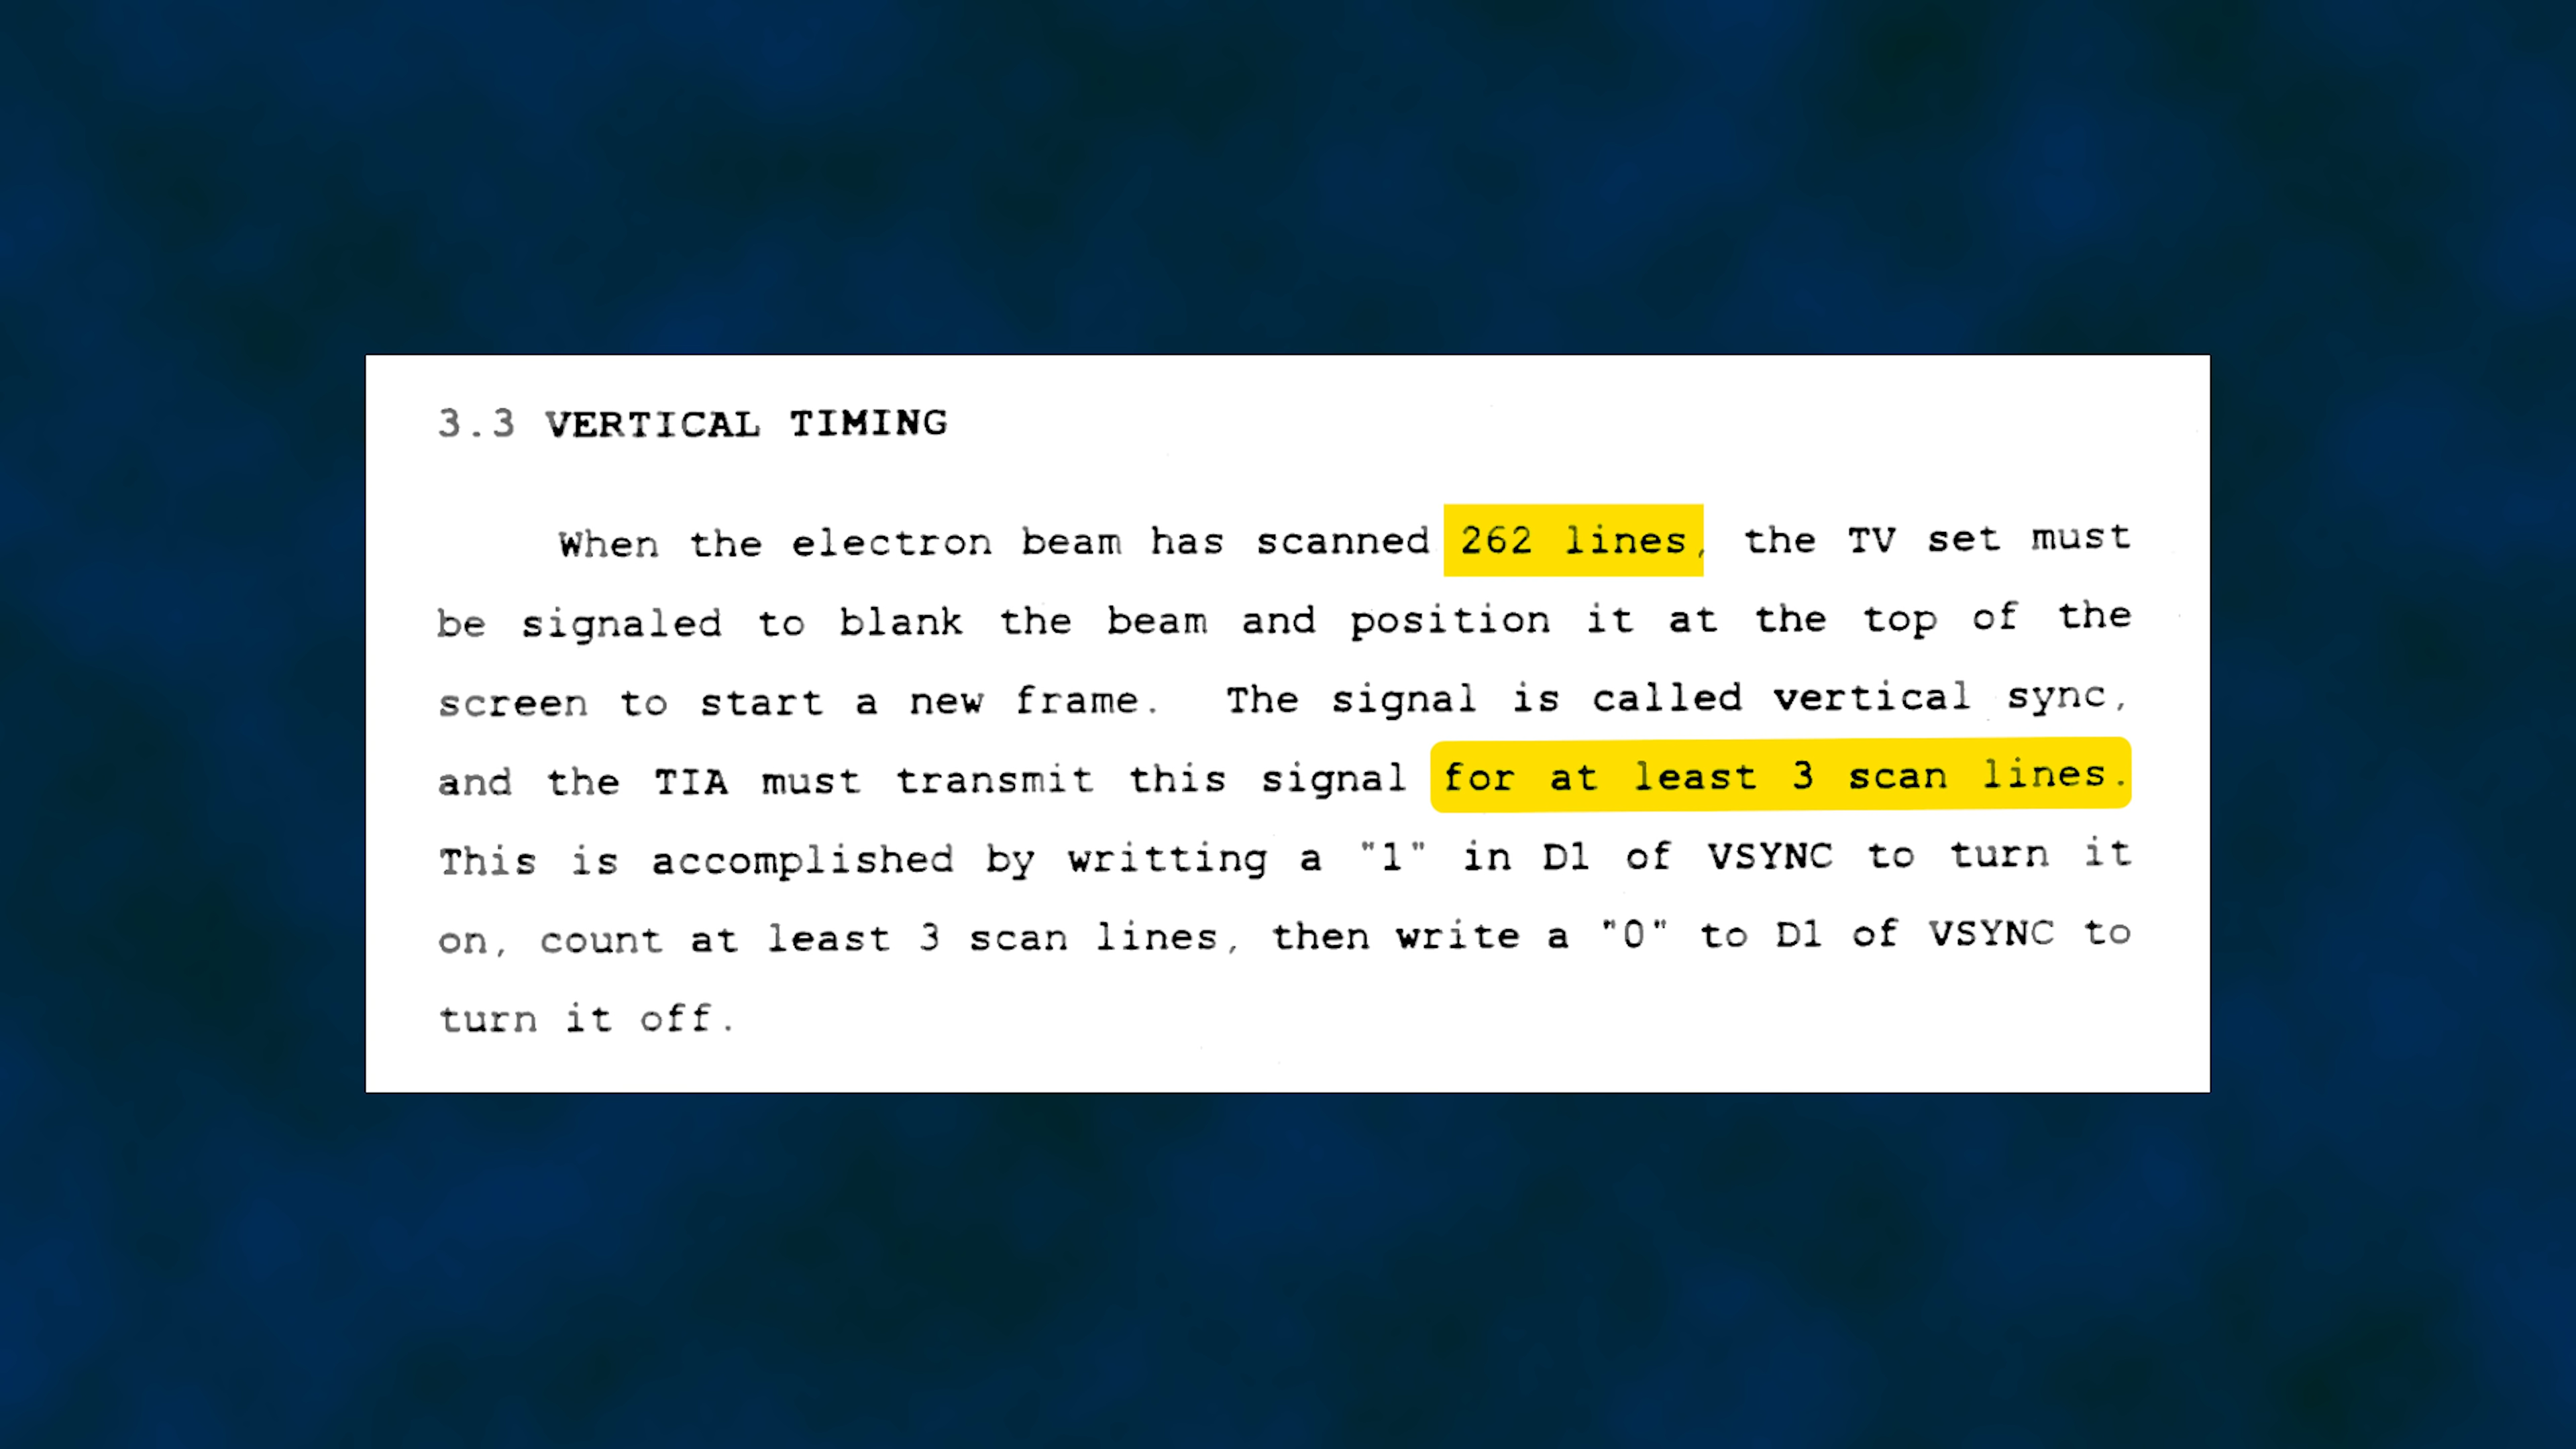 3.3 VERTICAL TIMING
When the electron beam has scanned 262 lines, the TV set must
be signaled to blank the beam and position it at the top of the
screen to start a new frame. The signal is called vertical sync,
and the TIA must transmit this signal for at least 3 scan lines.
This is accomplished by writting a "1" in D1 of VSYNC to turn it
on, count at least 3 scan lines, then write a "0" to D1 of VSYNC to
turn it off.